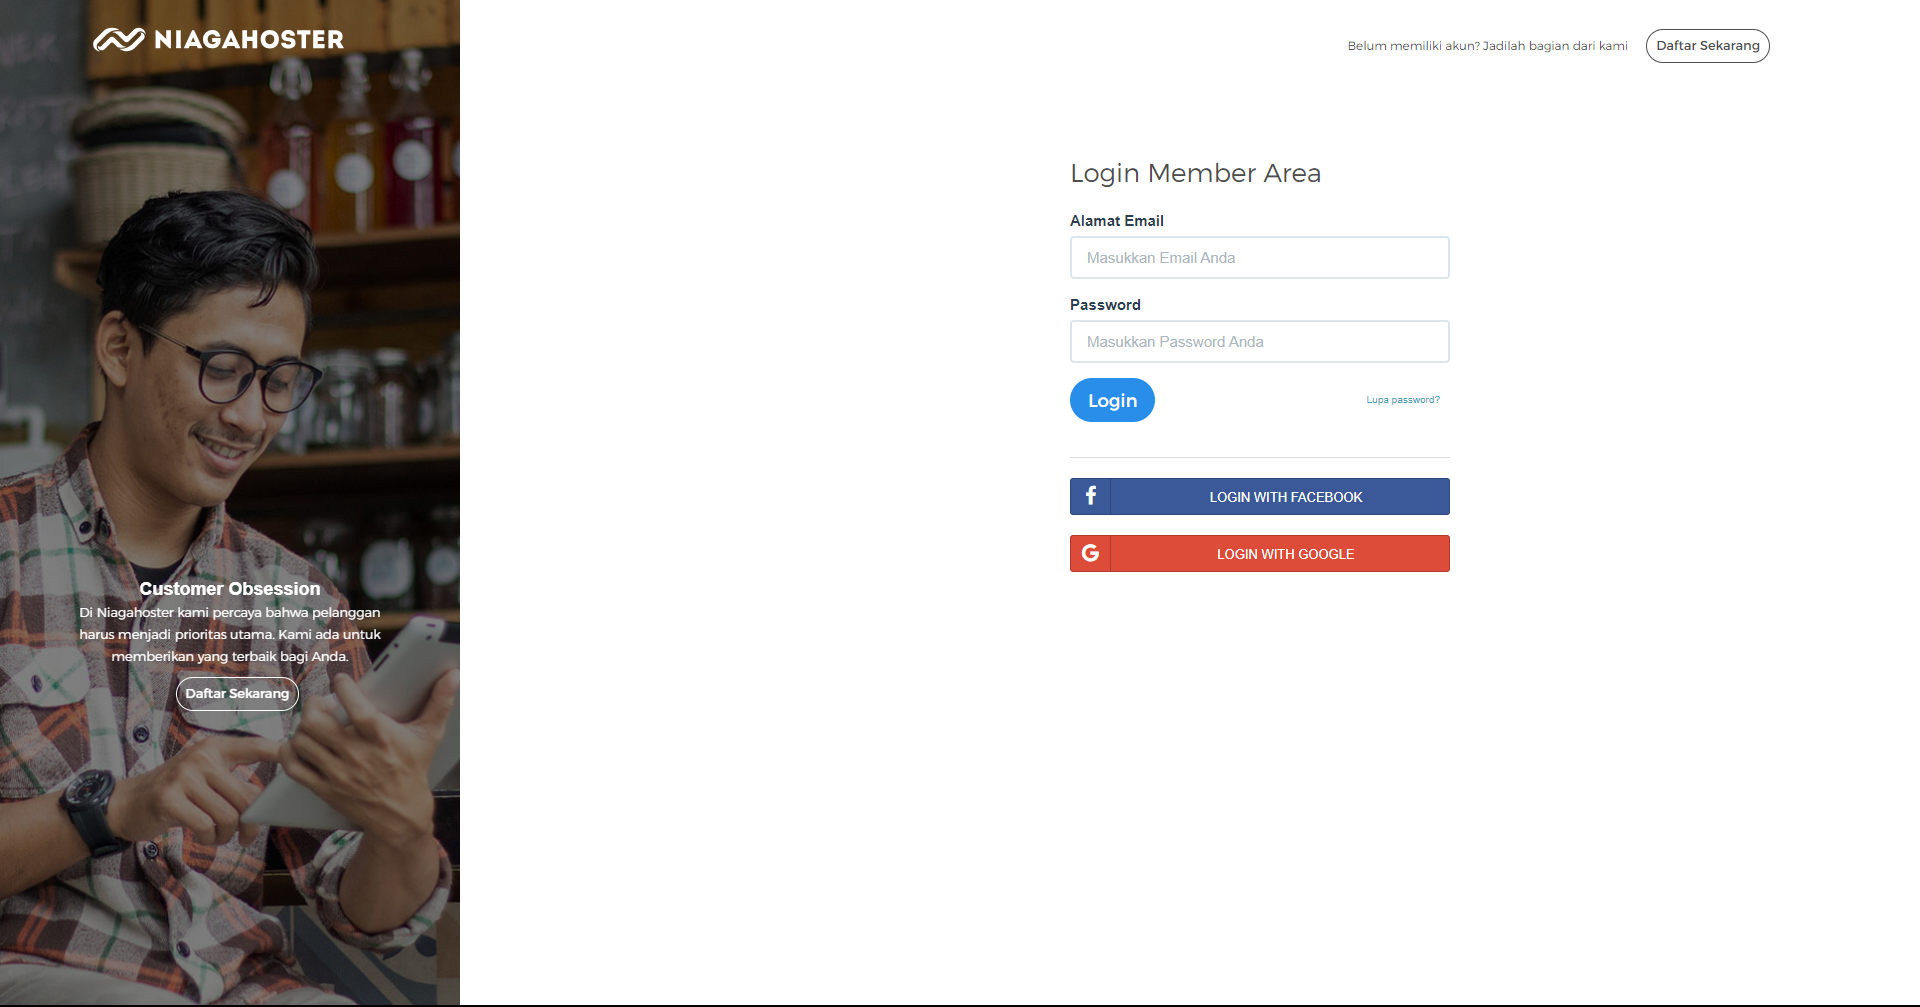 NIAGAHOSTER
Belum memiliki akun? Jadilah bagian dari kami
Daftar Sekarang
Login Member Area
Alamat Email
Masukkan Email Anda
Password
Masukkan Password Anda
Login
Lupa password?
LOGIN WITH FACEBOOK
LOGIN WITH GOOGLE
Customer Obsession
Di Niagahoster kami percaya bahwa pelanggan
harus menjadi prioritas utama. Kami ada untuk
memberikan yang terbaik bagi Anda.
Daftar Sekarang